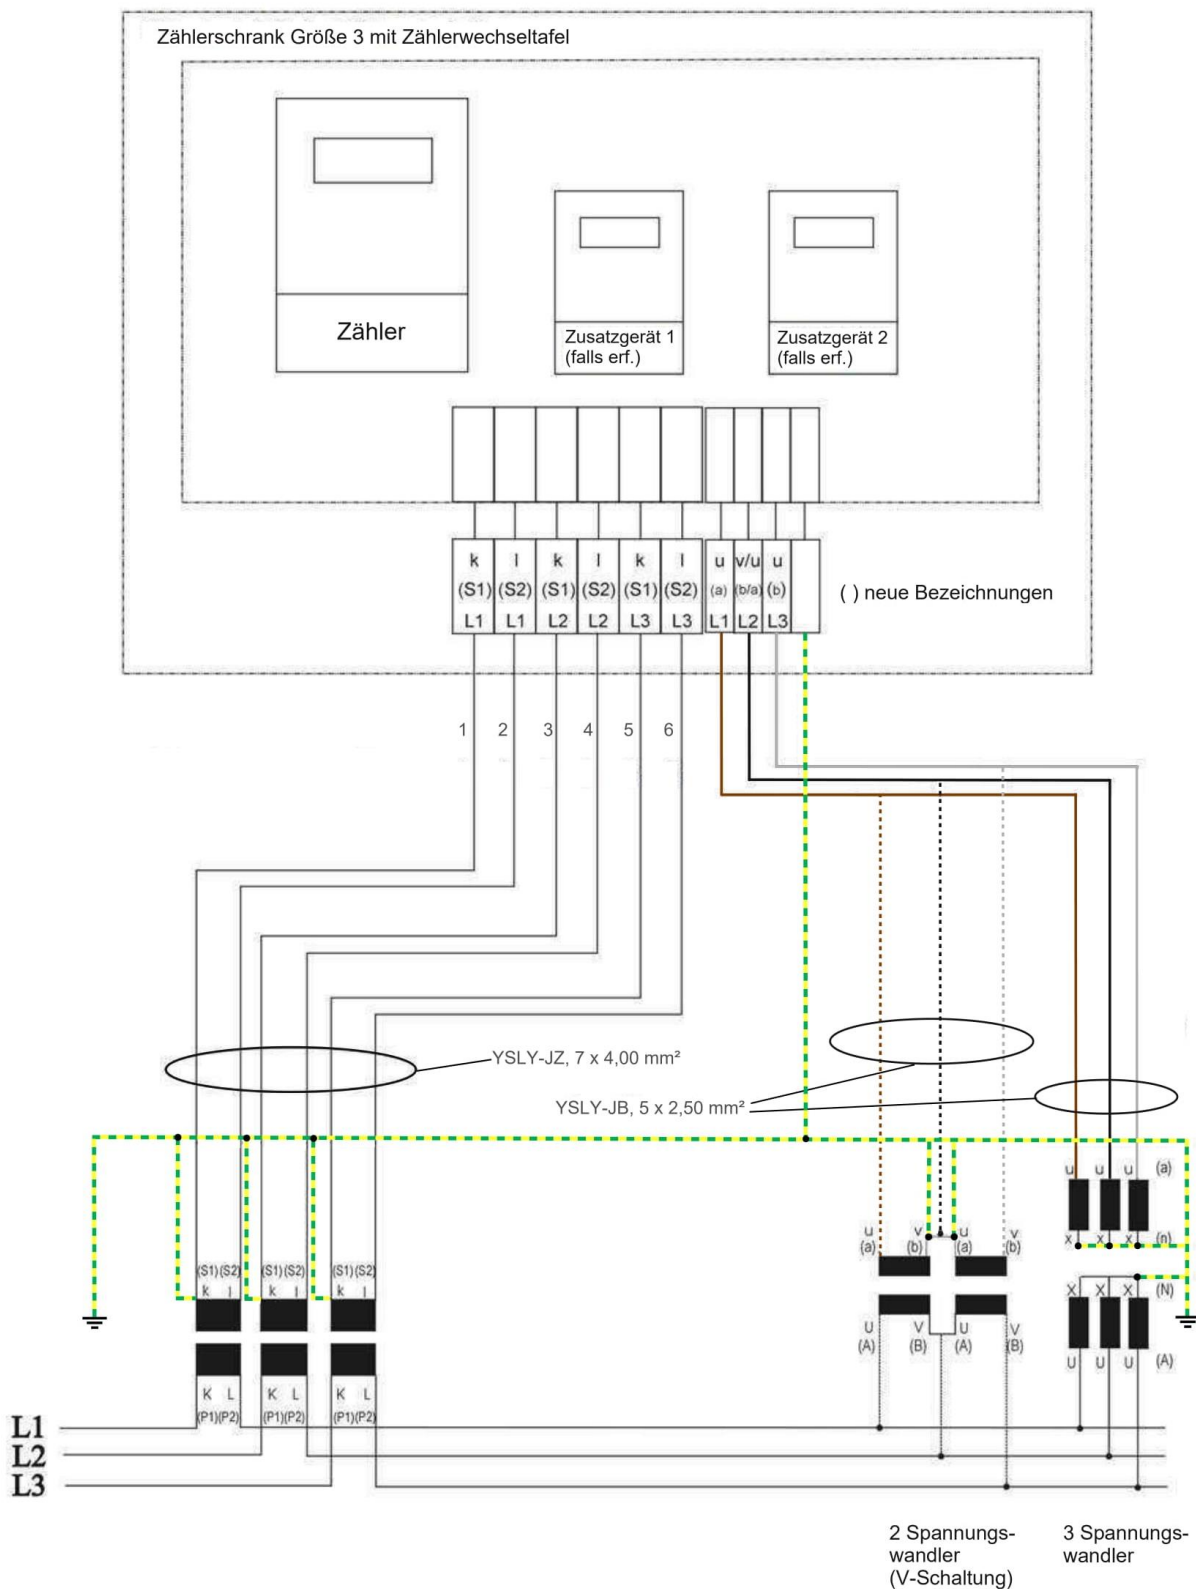 Zählerschrank Größe 3 mit Zählerwechseltafel
Zähler
Zusatzgerät 1
(falls erf.)
Zusatzgerät 2
(falls erf.)
k l k l k l u v/u u
(S1) (S2) (S1) (S2) (S1) (S2) (a) (b/a) (b)
L1 L1 L2 L2 L3 L3 L1 L2 L3
( ) neue Bezeichnungen
1 2 3 4 5 6
YSLY-JZ, 7 x 4,00 mm²
YSLY-JB, 5 x 2,50 mm²
u u u (a)
x x x (n)
u v u v
(a) (b) (a) (b)
(S1) (S2) (S1) (S2) (S1) (S2)
k l k l k l
X X X (N)
U V U V
(A) (B) (A) (B)
U U U (A)
K L K L K L
(P1) (P2) (P1) (P2) (P1) (P2)
L1
L2
L3
2 Spannungs-
wandler
(V-Schaltung)
3 Spannungs-
wandler